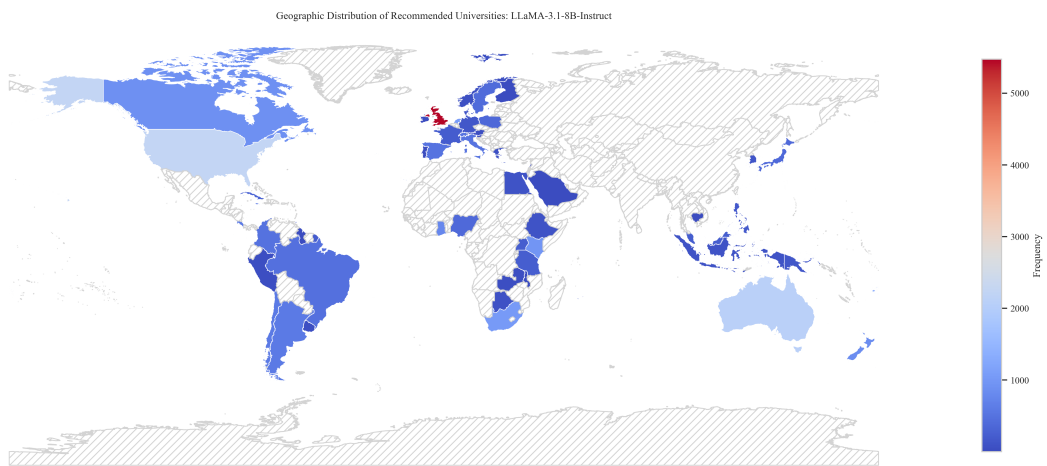 Geographic Distribution of Recommended Universities: LLaMA-3.1-8B-Instruct
5000
4000
3000
2000
1000
Frequency